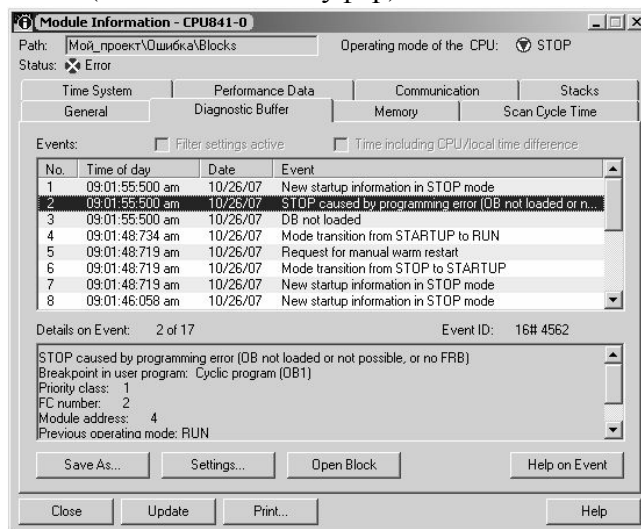 Module Information - CPU841-0
Path: Мой_проект\Ошибка\Blocks Operating mode of the CPU: STOP
Status: Error
Time System Performance Data Communication Stacks
General Diagnostic Buffer Memory Scan Cycle Time
Events: Filter settings active Time including CPU/local time difference
No. Time of day Date Event
1 09:01:55:500 am 10/26/07 New startup information in STOP mode
2 09:01:55:500 am 10/26/07 STOP caused by programming error (OB not loaded or n...
3 09:01:55:500 am 10/26/07 DB not loaded
4 09:01:48:734 am 10/26/07 Mode transition from STARTUP to RUN
5 09:01:48:719 am 10/26/07 Request for manual warm restart
6 09:01:48:719 am 10/26/07 Mode transition from STOP to STARTUP
7 09:01:48:719 am 10/26/07 New startup information in STOP mode
8 09:01:46:058 am 10/26/07 New startup information in STOP mode
Details on Event: 2 of 17 Event ID: 16# 4562
STOP caused by programming error (OB not loaded or not possible, or no FRB)
Breakpoint in user program: Cyclic program (OB1)
Priority class: 1
FC number: 2
Module address: 4
Previous operating mode: RUN
Save As... Settings... Open Block Help on Event
Close Update Print... Help